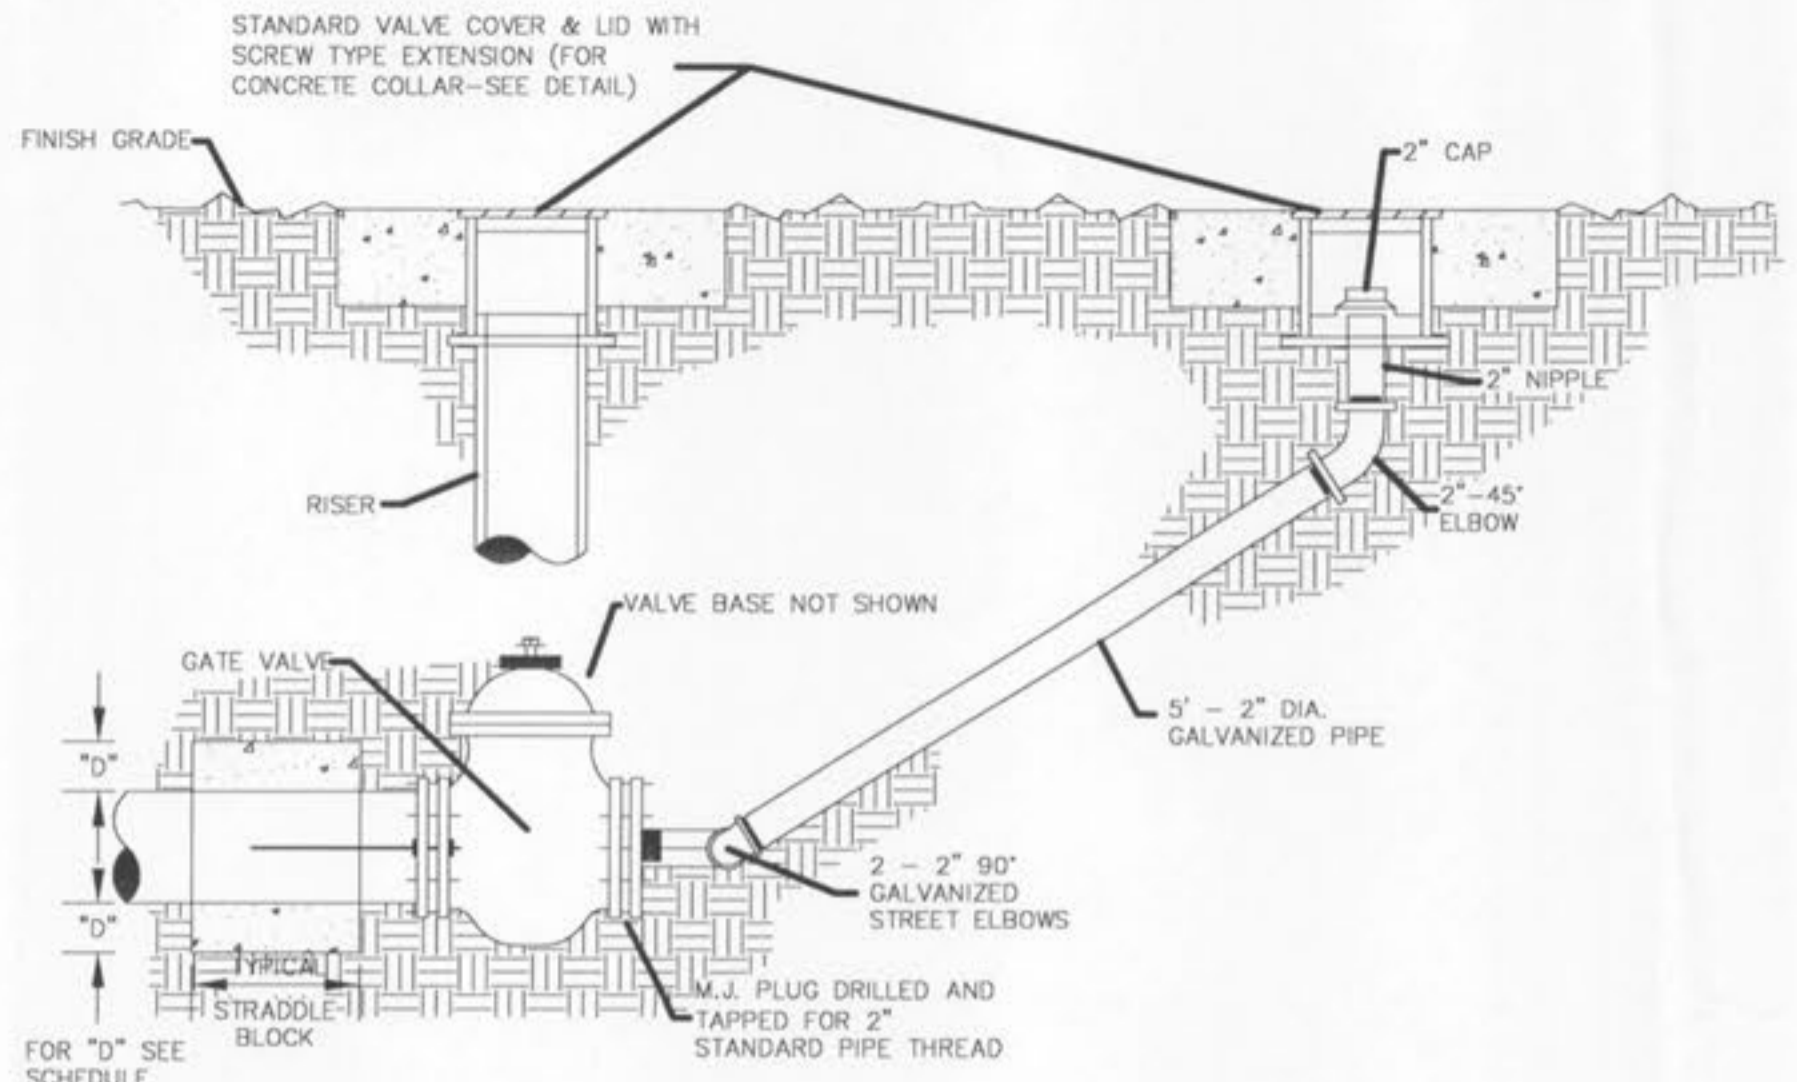 STANDARD VALVE COVER & LID WITH
SCREW TYPE EXTENSION (FOR
CONCRETE COLLAR-SEE DETAIL)
FINISH GRADE
2" CAP
2" NIPPLE
RISER
2"-45°
ELBOW
VALVE BASE NOT SHOWN
GATE VALVE
5' - 2" DIA.
GALVANIZED PIPE
"D"
2 - 2" 90°
GALVANIZED
STREET ELBOWS
"D"
TYPICAL
STRADDLE
BLOCK
M.J. PLUG DRILLED AND
TAPPED FOR 2"
STANDARD PIPE THREAD
FOR "D" SEE
SCHEDULE